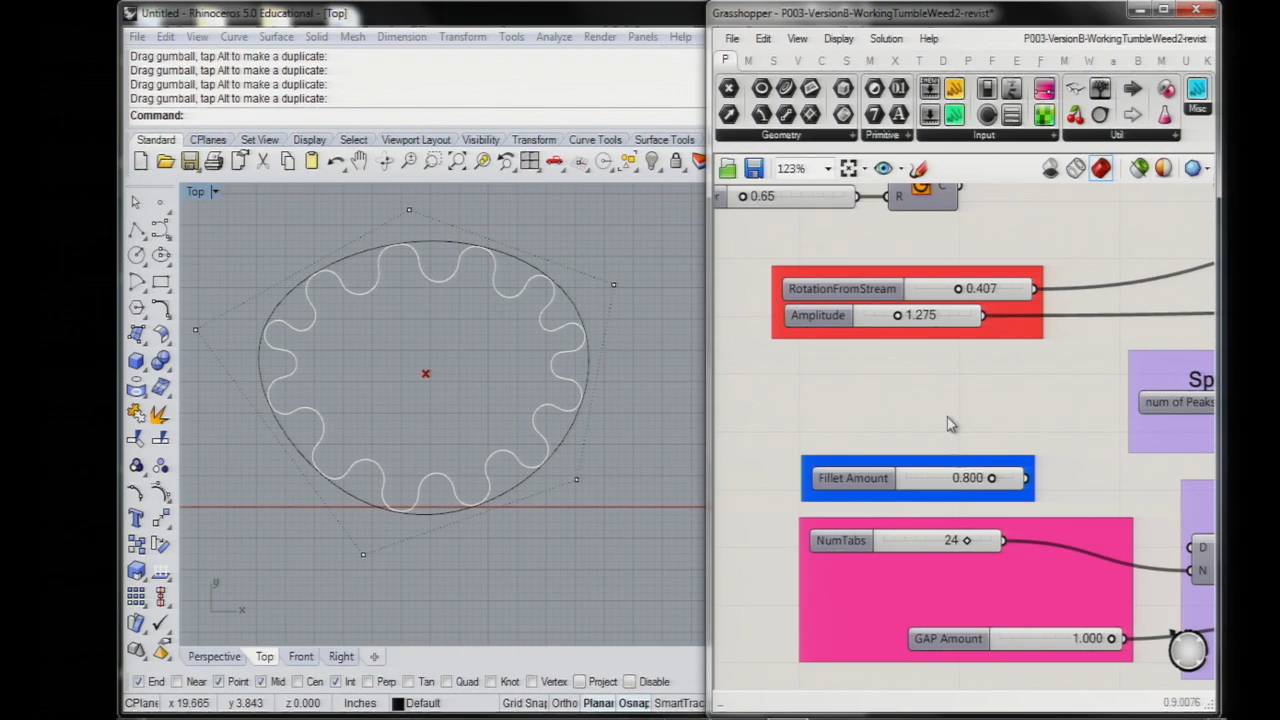 Untitled - Rhinoceros 5.0 Educational - [Top]
File Edit View Curve Surface Solid Mesh Dimension Transform Tools Analyze Render Panels Help
Drag gumball, tap Alt to make a duplicate:
Drag gumball, tap Alt to make a duplicate:
Drag gumball, tap Alt to make a duplicate:
Drag gumball, tap Alt to make a duplicate:
Command:
Standard CPlanes Set View Display Select Viewport Layout Visibility Transform Curve Tools Surface Tools
Top
y
x
Perspective Top Front Right
End Near Point Mid Cen Int Perp Tan Quad Knot Vertex Project Disable
CPlane x 19.665 y 3.843 z 0.000 Inches Default Grid Snap Ortho Planar Osnap SmartTrac
Grasshopper - P003-VersionB-WorkingTumbleWeed2-revist*
File Edit View Display Solution Help P003-VersionB-WorkingTumbleWeed2-revist
P M S V C S M X T D P F L M W a B M U K
Geometry Primitive Input Util Misc
123%
r 0.65 R C
RotationFromStream 0.407
Amplitude 1.275
Sp
num of Peaks
Fillet Amount 0.800
NumTabs 24
D
N
GAP Amount 1.000
0.9.0076